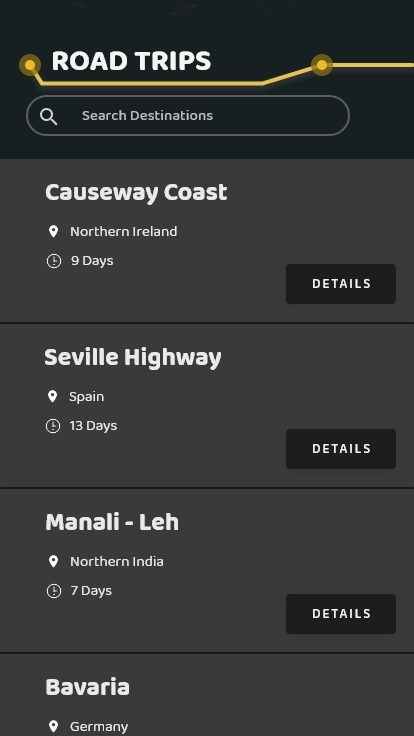 ROAD TRIPS
Search Destinations
Causeway Coast
Northern Ireland
9 Days
DETAILS
Seville Highway
Spain
13 Days
DETAILS
Manali - Leh
Northern India
7 Days
DETAILS
Bavaria
Germany